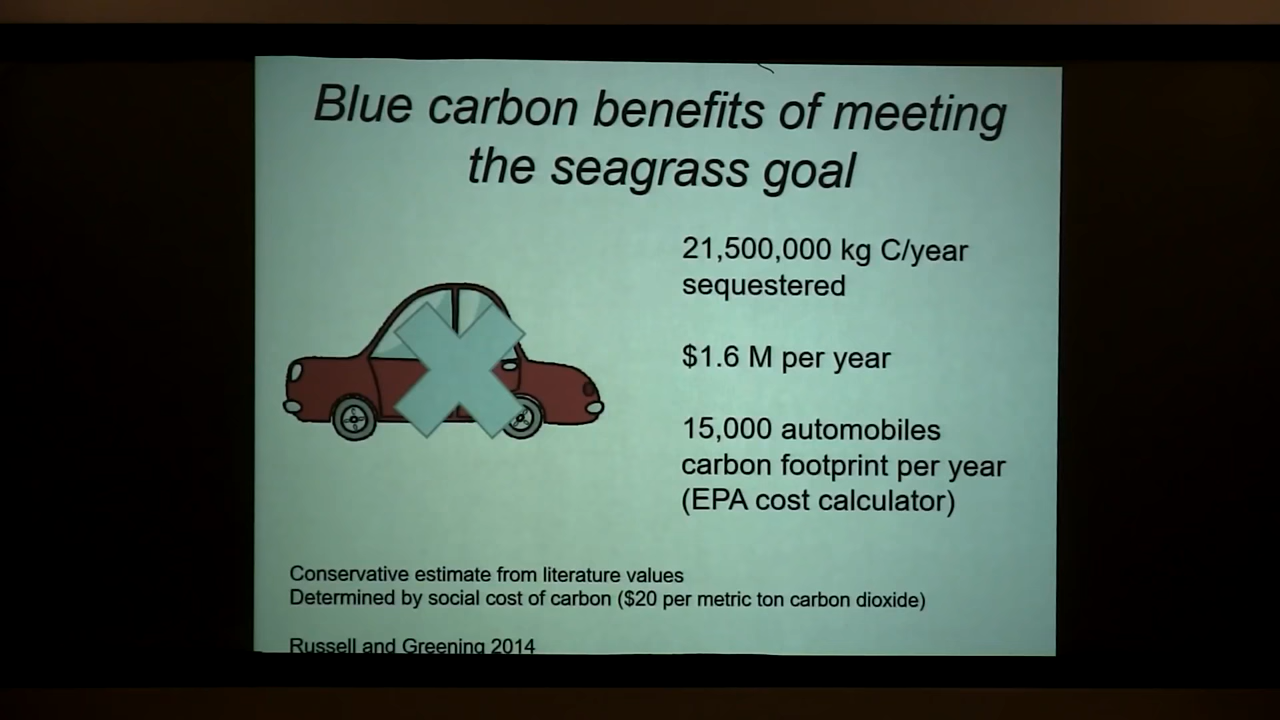 Blue carbon benefits of meeting
the seagrass goal
21,500,000 kg C/year
sequestered
$1.6 M per year
15,000 automobiles
carbon footprint per year
(EPA cost calculator)
Conservative estimate from literature values
Determined by social cost of carbon ($20 per metric ton carbon dioxide)
Russell and Greening 2014